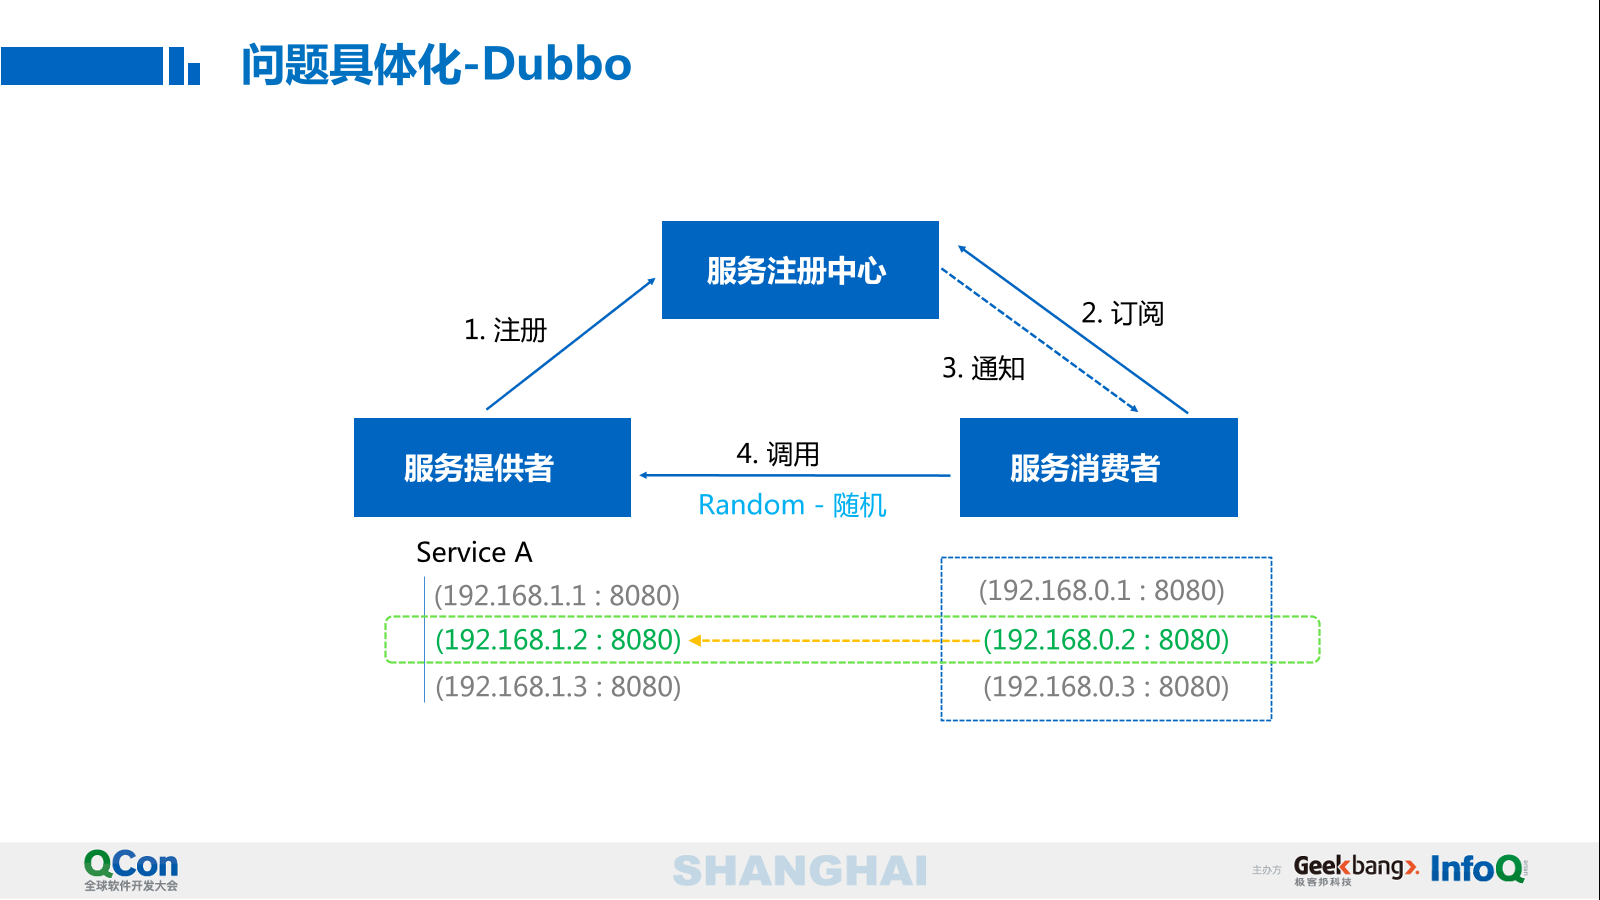 问题具体化-Dubbo
服务注册中心
1. 注册
2. 订阅
3. 通知
服务提供者
4. 调用
服务消费者
Random - 随机
Service A
(192.168.1.1 : 8080)
(192.168.0.1 : 8080)
(192.168.1.2 : 8080)
(192.168.0.2 : 8080)
(192.168.1.3 : 8080)
(192.168.0.3 : 8080)
QCon
全球软件开发大会
SHANGHAI
主办方
Geekbang
极客邦科技
InfoQ